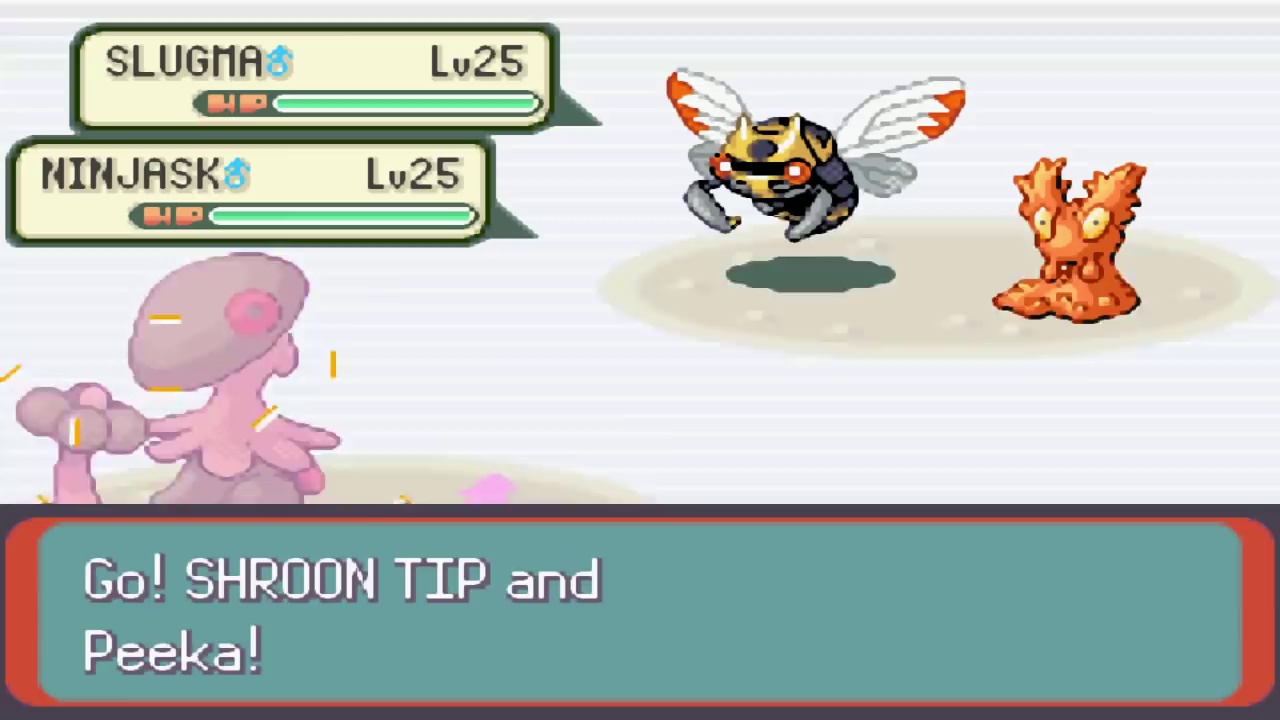 SLUGMA♂ Lv25
HP
NINJASK♂ Lv25
HP
Go! SHROON TIP and
Peeka!